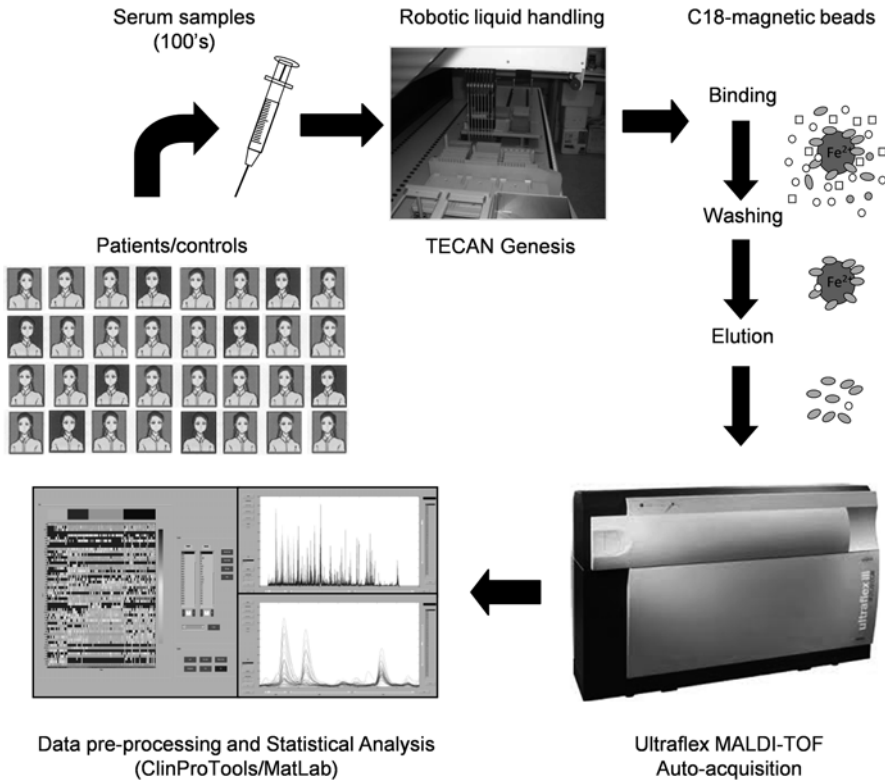 Serum samples
(100's)
Robotic liquid handling
C18-magnetic beads
Binding
Fe2+
Washing
Patients/controls
TECAN Genesis
Fe2+
Elution
ultraflex III
Data pre-processing and Statistical Analysis
(ClinProTools/MatLab)
Ultraflex MALDI-TOF
Auto-acquisition